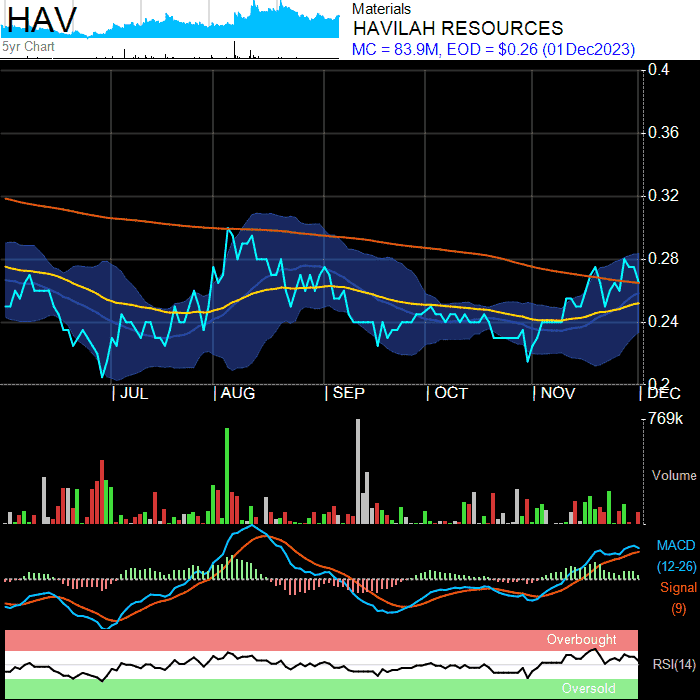 HAV
5yr Chart
Materials
HAVILAH RESOURCES
MC = 83.9M, EOD = $0.26 (01Dec2023)
0.4
0.36
0.32
0.28
0.24
0.2
JUL
AUG
SEP
OCT
NOV
DEC
769k
Volume
MACD
(12-26)
Signal
(9)
Overbought
RSI(14)
Oversold